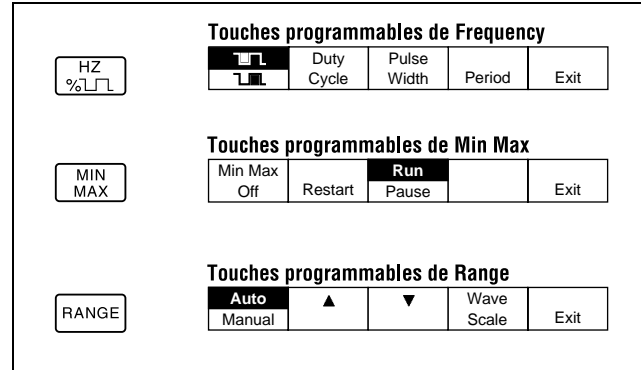 Touches programmables de Frequency
HZ
%
Duty Cycle
Pulse Width
Period
Exit
Touches programmables de Min Max
MIN
MAX
Min Max Off
Restart
Run
Pause
Exit
Touches programmables de Range
RANGE
Auto
Manual
▲
▼
Wave Scale
Exit